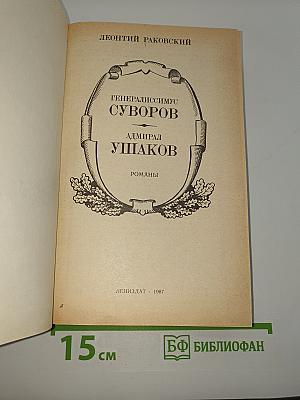 ЛЕОНТИЙ РАКОВСКИЙ
ГЕНЕРАЛИССИМУС
СУВОРОВ
АДМИРАЛ
УШАКОВ
РОМАНЫ
ЛЕНИЗДАТ · 1987
15 см
БФ БИБЛИОФАН